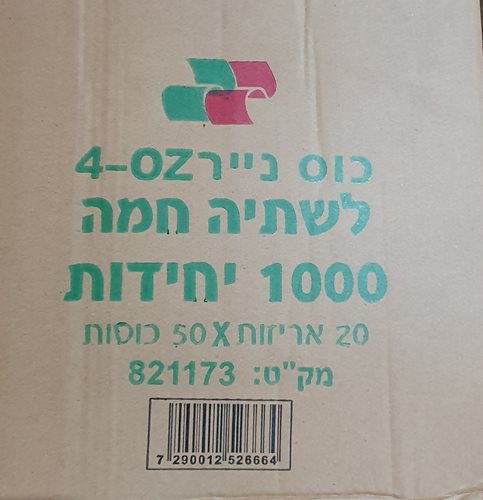 כוס נייר 4-OZ
לשתיה חמה
1000 יחידות
20 אריזות X 50 כוסות
מק"ט: 821173
7 290012 526664